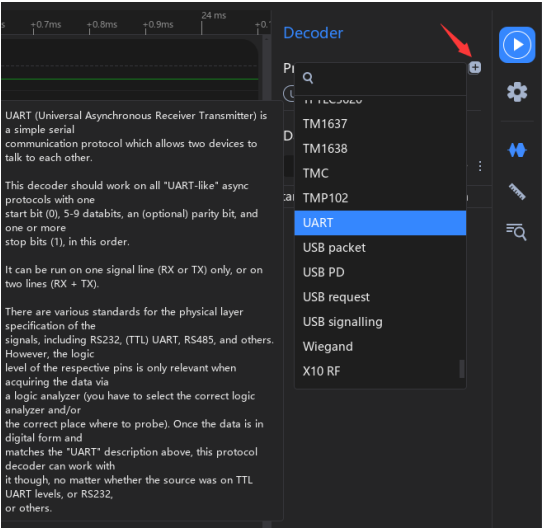 s +0.7ms +0.8ms +0.9ms 24 ms +0.
Decoder
Pr
TM1637
TM1638
TMC
TMP102
UART
USB packet
USB PD
USB request
USB signalling
Wiegand
X10 RF
D
UART (Universal Asynchronous Receiver Transmitter) is
a simple serial
communication protocol which allows two devices to
talk to each other.
This decoder should work on all "UART-like" async
protocols with one
start bit (0), 5-9 databits, an (optional) parity bit, and
one or more
stop bits (1), in this order.
It can be run on one signal line (RX or TX) only, or on
two lines (RX + TX).
There are various standards for the physical layer
specification of the
signals, including RS232, (TTL) UART, RS485, and others.
However, the logic
level of the respective pins is only relevant when
acquiring the data via
a logic analyzer (you have to select the correct logic
analyzer and/or
the correct place where to probe). Once the data is in
digital form and
matches the "UART" description above, this protocol
decoder can work with
it though, no matter whether the source was on TTL
UART levels, or RS232,
or others.